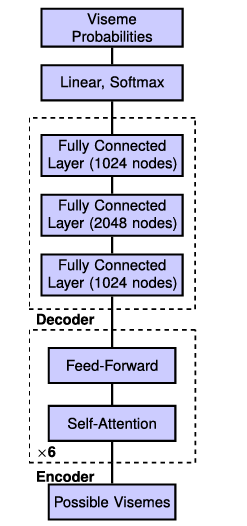 Viseme
Probabilities
Linear, Softmax
Fully Connected
Layer (1024 nodes)
Fully Connected
Layer (2048 nodes)
Fully Connected
Layer (1024 nodes)
Decoder
Feed-Forward
Self-Attention
×6
Encoder
Possible Visemes